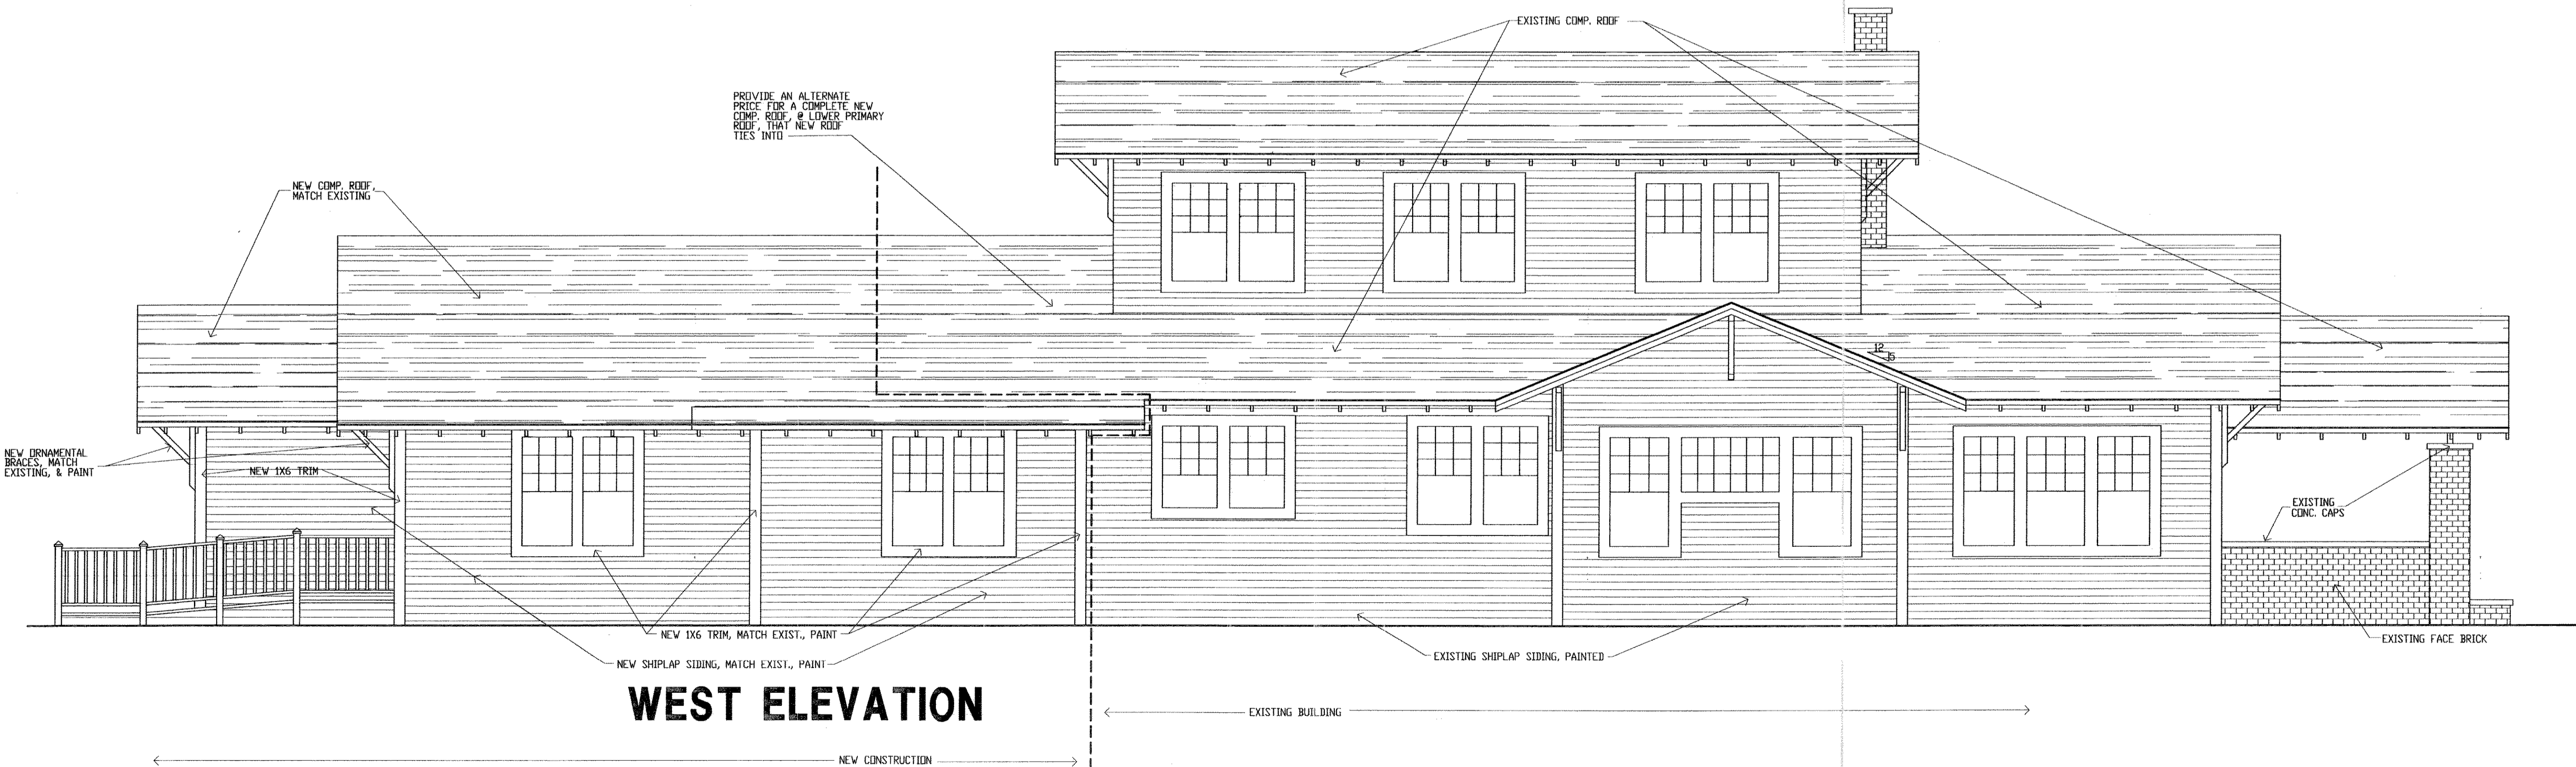 EXISTING COMP. ROOF
PROVIDE AN ALTERNATE
PRICE FOR A COMPLETE NEW
COMP. ROOF, @ LOWER PRIMARY
ROOF, THAT NEW ROOF
TIES INTO
NEW COMP. ROOF,
MATCH EXISTING
12
5
NEW ORNAMENTAL
BRACES, MATCH
EXISTING, & PAINT
NEW 1X6 TRIM
EXISTING
CONC. CAPS
NEW 1X6 TRIM, MATCH EXIST., PAINT
EXISTING FACE BRICK
NEW SHIPLAP SIDING, MATCH EXIST., PAINT
EXISTING SHIPLAP SIDING, PAINTED
WEST ELEVATION
EXISTING BUILDING
NEW CONSTRUCTION